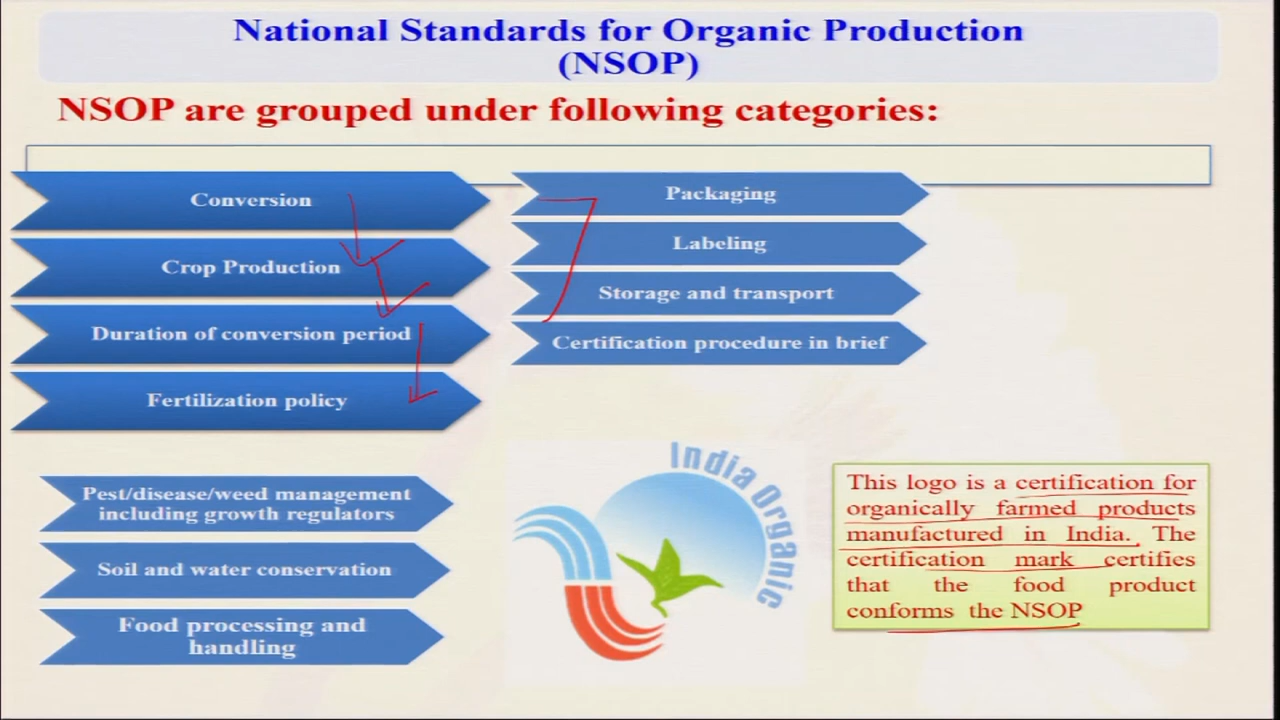 National Standards for Organic Production
(NSOP)
NSOP are grouped under following categories:
Conversion
Crop Production
Duration of conversion period
Fertilization policy
Pest/disease/weed management
including growth regulators
Soil and water conservation
Food processing and
handling
Packaging
Labeling
Storage and transport
Certification procedure in brief
India Organic
This logo is a certification for
organically farmed products
manufactured in India. The
certification mark certifies
that the food product
conforms the NSOP